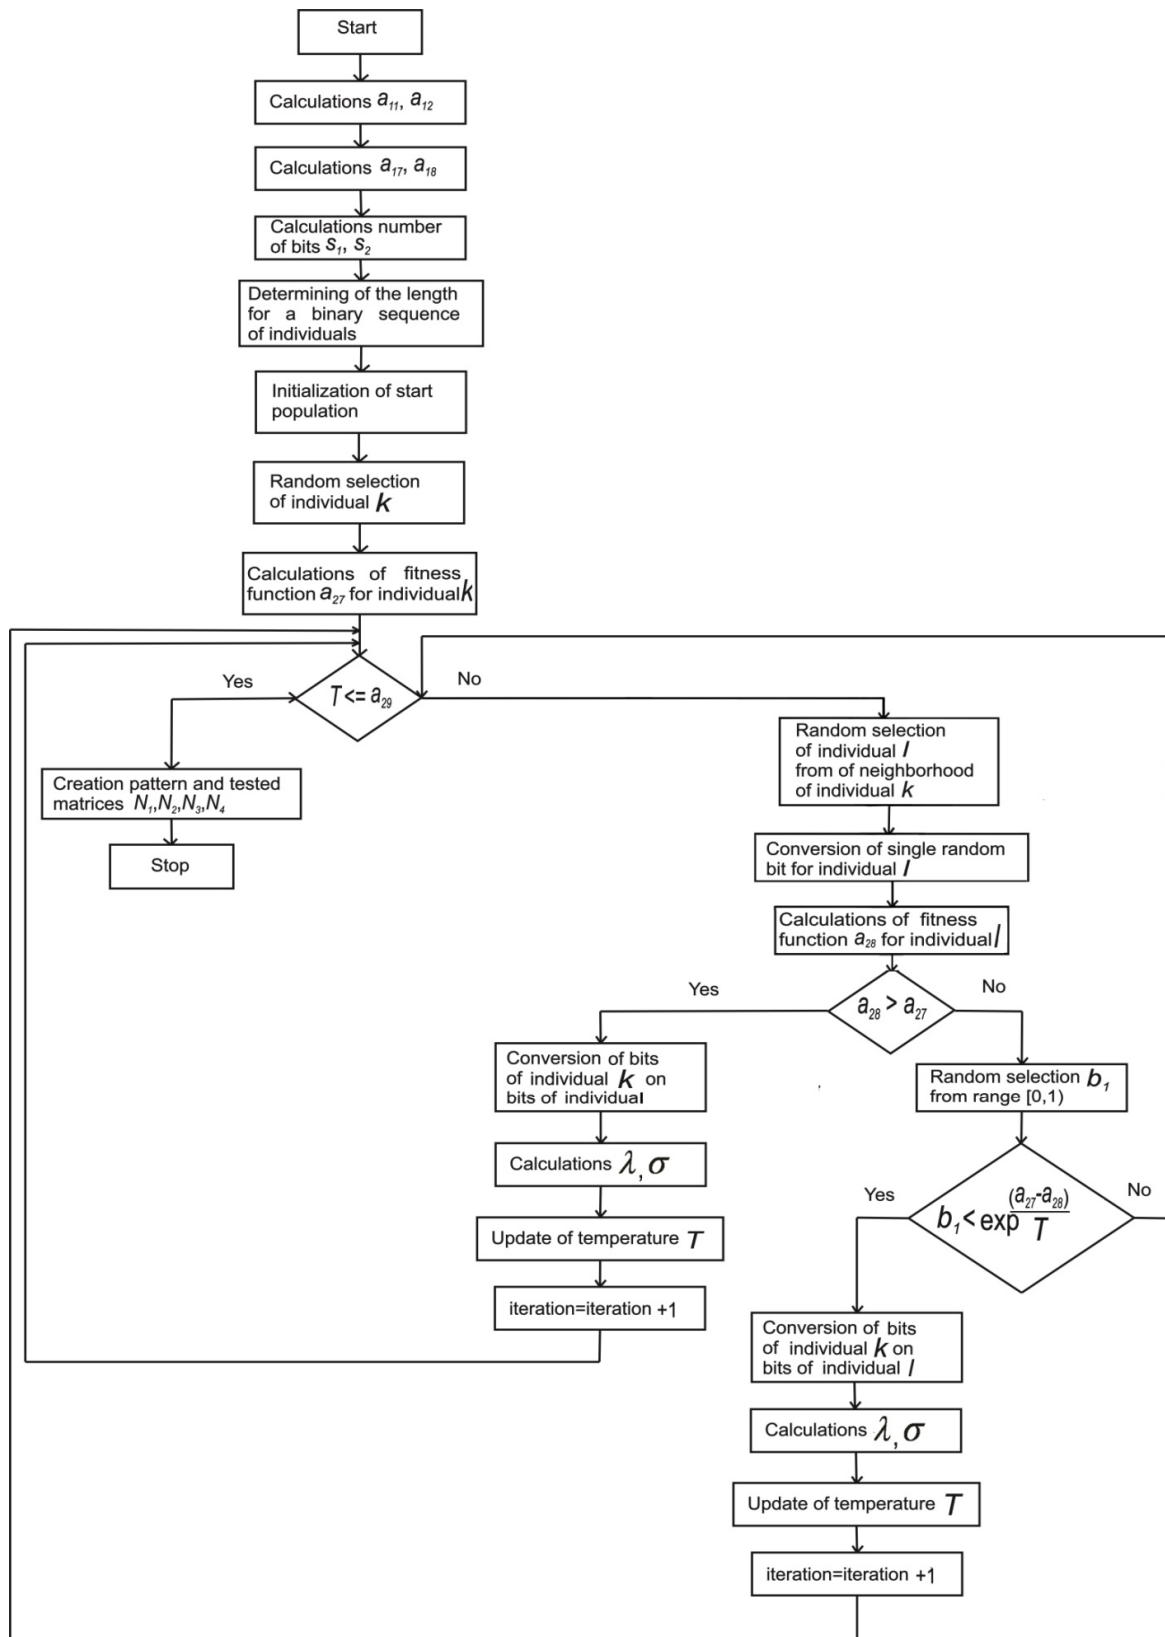 Start
Calculations a₁₁, a₁₂
Calculations a₁₇, a₁₈
Calculations number
of bits s₁, s₂
Determining of the length
for a binary sequence
of individuals
Initialization of start
population
Random selection
of individual k
Calculations of fitness
function a₂₇ for individual k
Yes
T <= a₂₉
No
Creation pattern and tested
matrices N₁,N₂,N₃,N₄
Stop
Random selection
of individual l
from of neighborhood
of individual k
Conversion of single random
bit for individual l
Calculations of fitness
function a₂₈ for individual l
Yes
a₂₈ > a₂₇
No
Conversion of bits
of individual k on
bits of individual
Calculations λ, σ
Update of temperature T
iteration=iteration +1
Random selection b₁
from range [0,1)
Yes
b₁ < exp (a₂₇-a₂₈)
T
No
Conversion of bits
of individual k on
bits of individual l
Calculations λ, σ
Update of temperature T
iteration=iteration +1